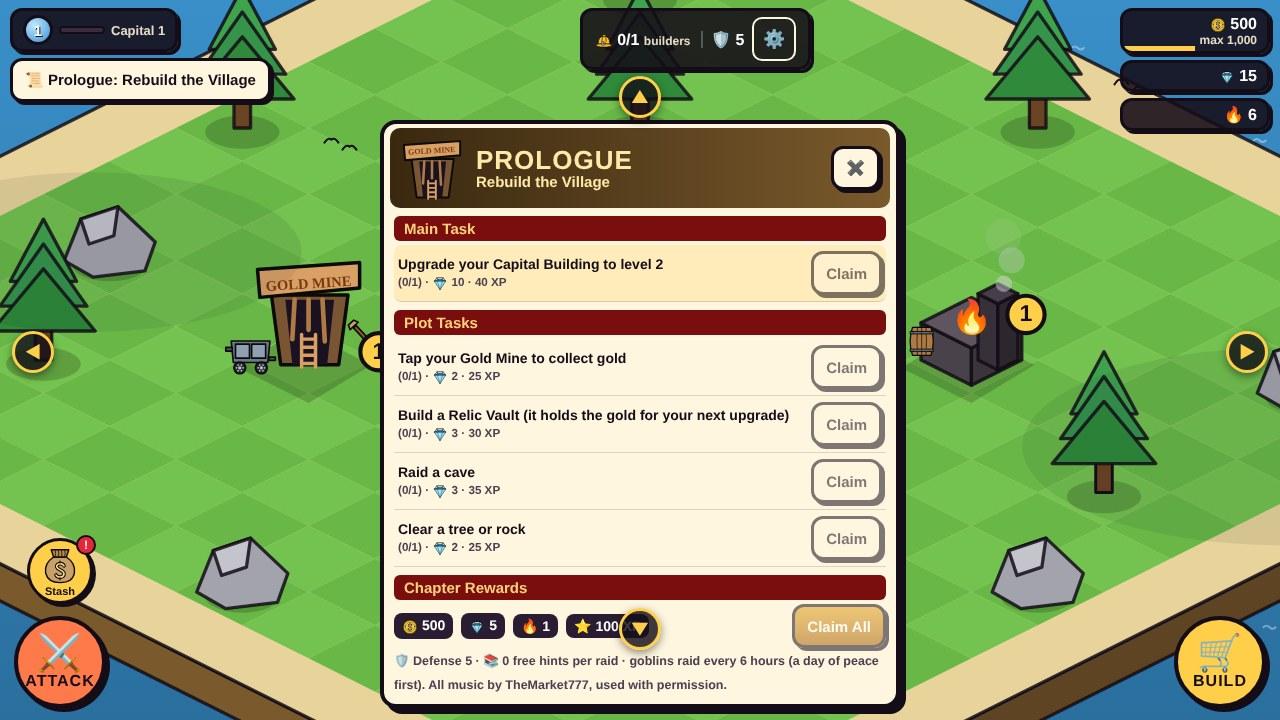 1 Capital 1
📜 Prologue: Rebuild the Village
0/1 builders | 5
500
max 1,000
15
6
GOLD MINE
PROLOGUE
Rebuild the Village
Main Task
Upgrade your Capital Building to level 2
(0/1) · 10 · 40 XP
Claim
Plot Tasks
Tap your Gold Mine to collect gold
(0/1) · 2 · 25 XP
Claim
Build a Relic Vault (it holds the gold for your next upgrade)
(0/1) · 3 · 30 XP
Claim
Raid a cave
(0/1) · 3 · 35 XP
Claim
Clear a tree or rock
(0/1) · 2 · 25 XP
Claim
Chapter Rewards
500 5 1 100
Claim All
Defense 5 · 0 free hints per raid · goblins raid every 6 hours (a day of peace
first). All music by TheMarket777, used with permission.
GOLD MINE
1
1
!
Stash
ATTACK
BUILD